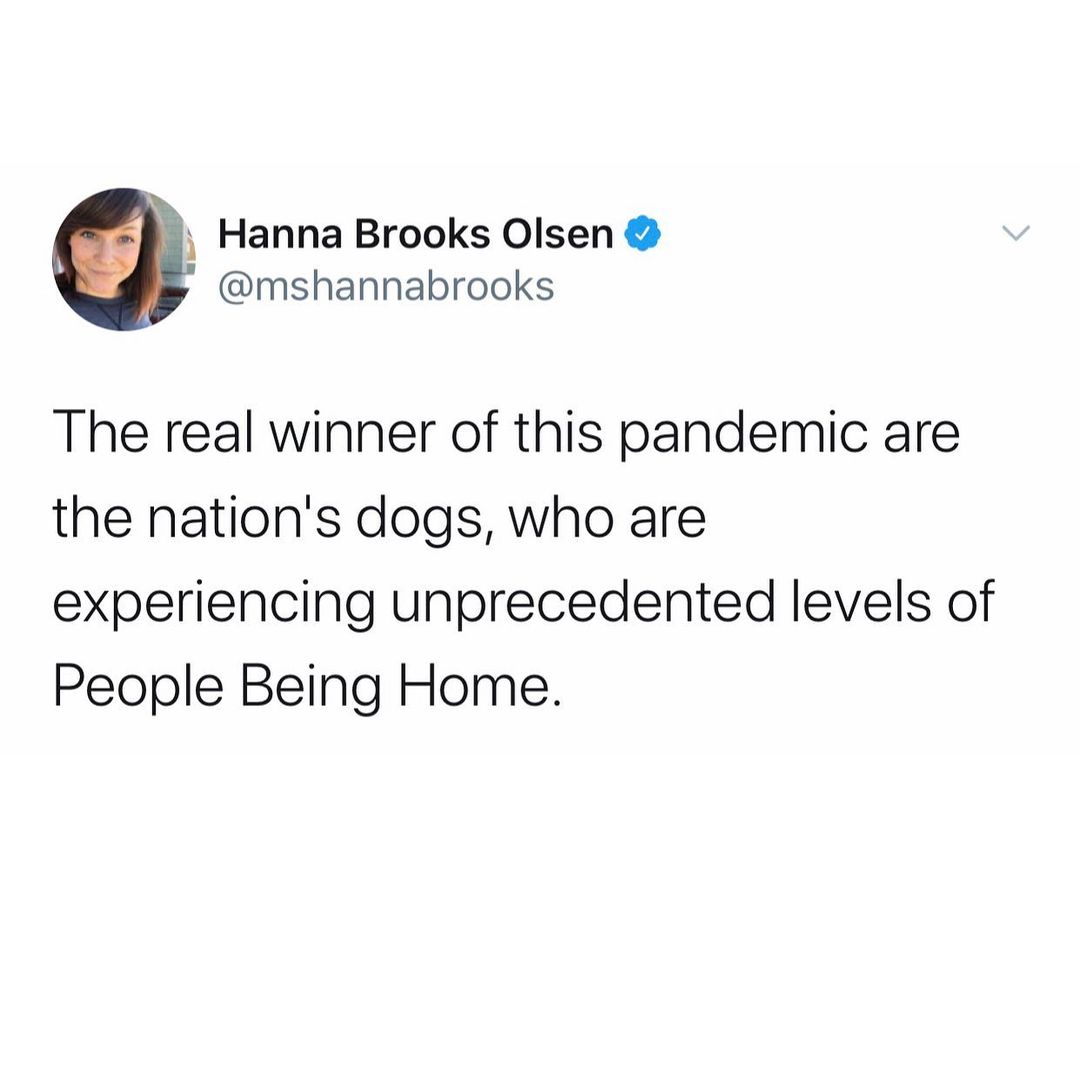 Hanna Brooks Olsen
@mshannabrooks
The real winner of this pandemic are
the nation's dogs, who are
experiencing unprecedented levels of
People Being Home.